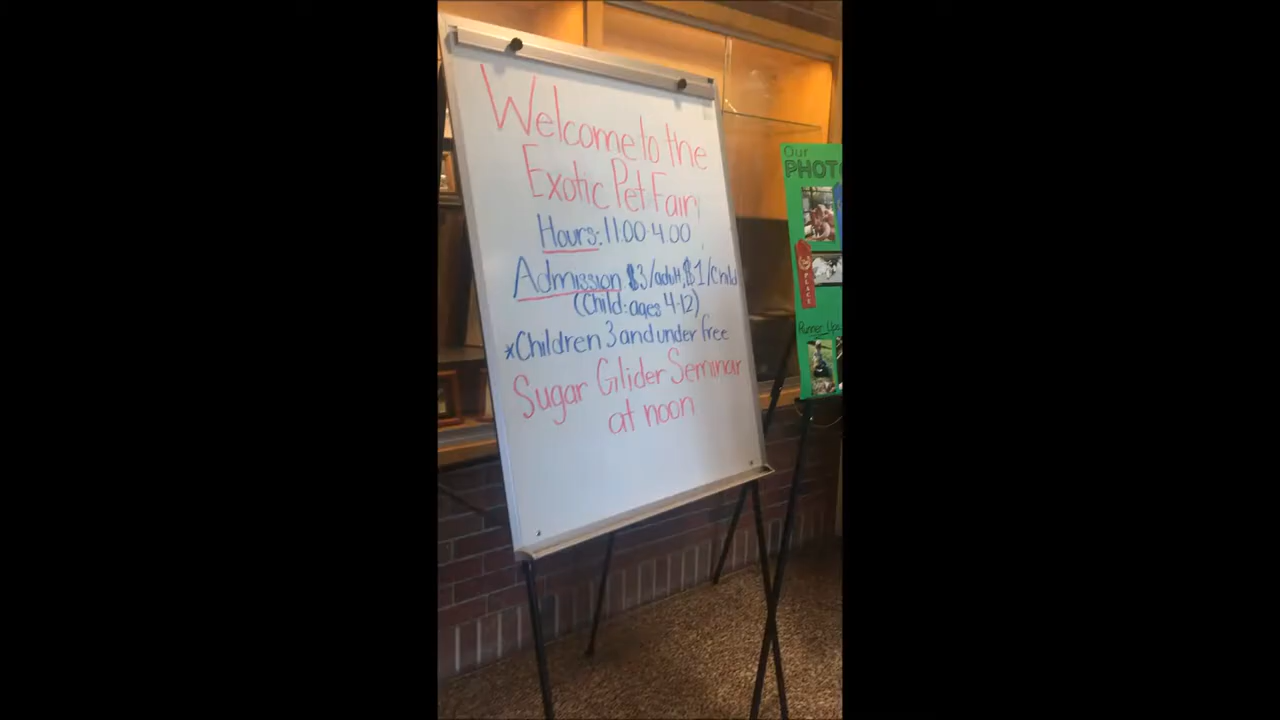 Welcome to the
Exotic Pet Fair
Hours: 11:00-4:00
Admission $3/adult, $1/child
(Child: ages 4-12)
*Children 3 and under free
Sugar Glider Seminar
at noon
Our
PHOTO
PLACE
Runner Ups